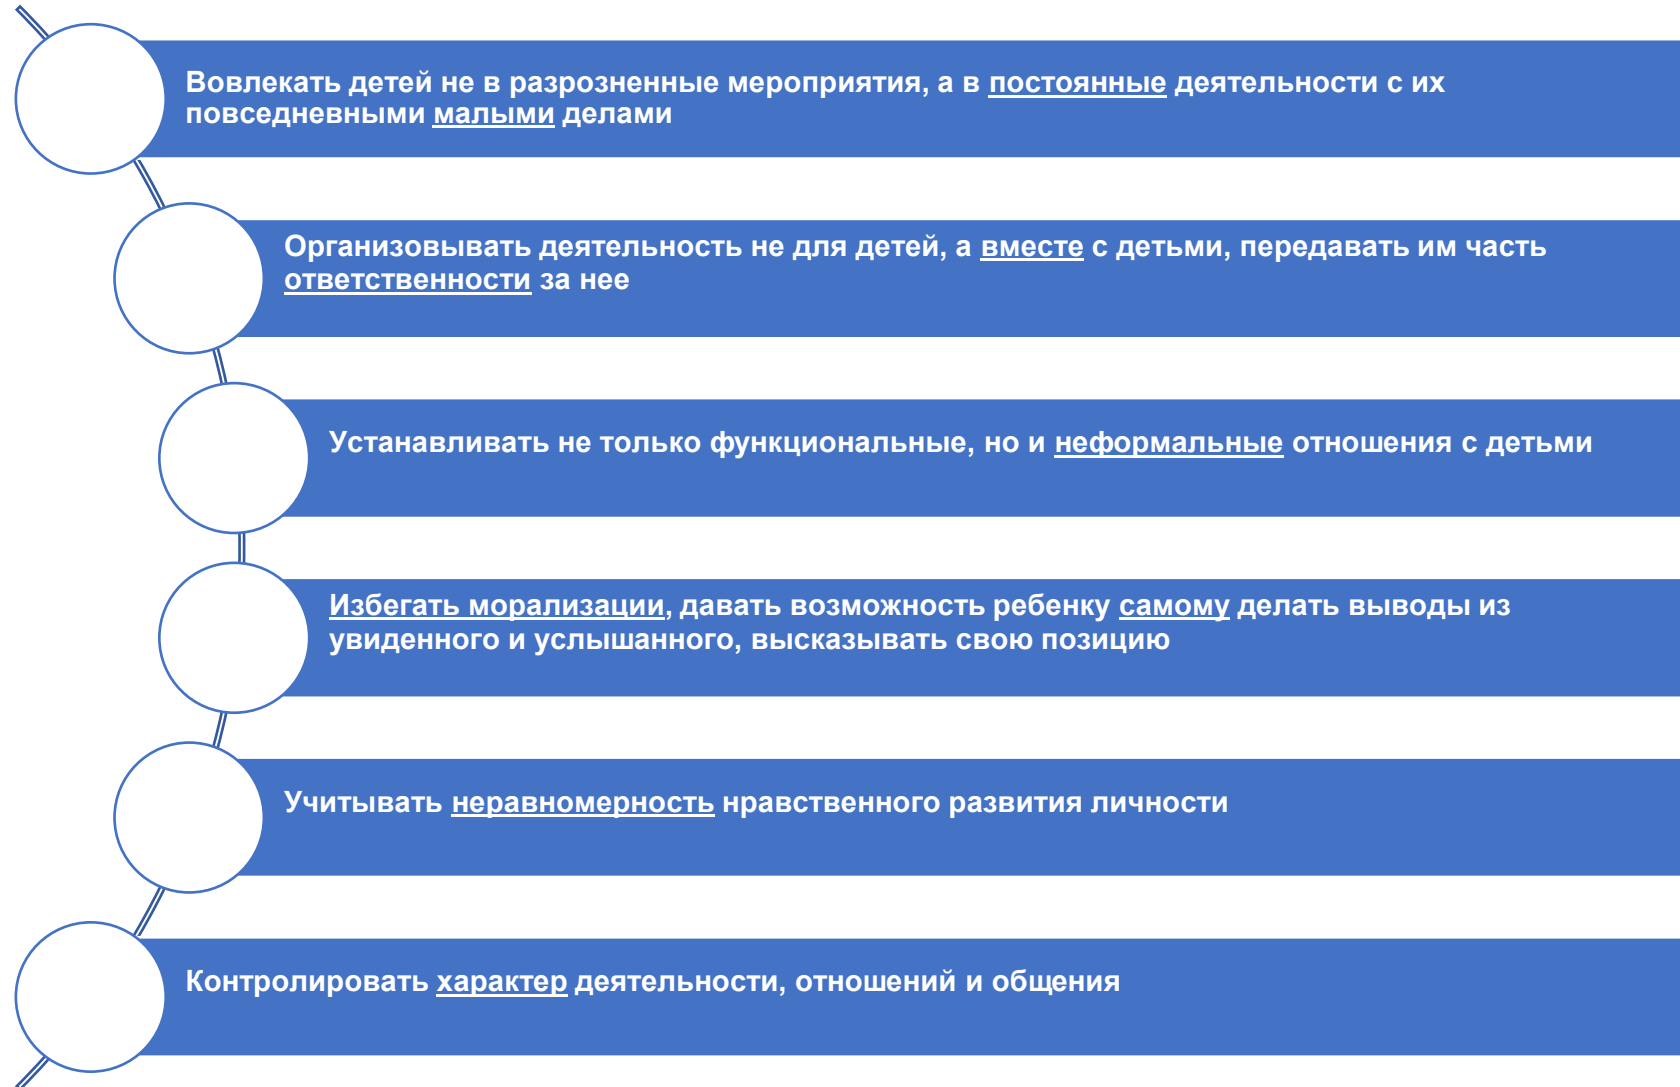 Вовлекать детей не в разрозненные мероприятия, а в постоянные деятельности с их
повседневными малыми делами
Организовывать деятельность не для детей, а вместе с детьми, передавать им часть
ответственности за нее
Устанавливать не только функциональные, но и неформальные отношения с детьми
Избегать морализации, давать возможность ребенку самому делать выводы из
увиденного и услышанного, высказывать свою позицию
Учитывать неравномерность нравственного развития личности
Контролировать характер деятельности, отношений и общения